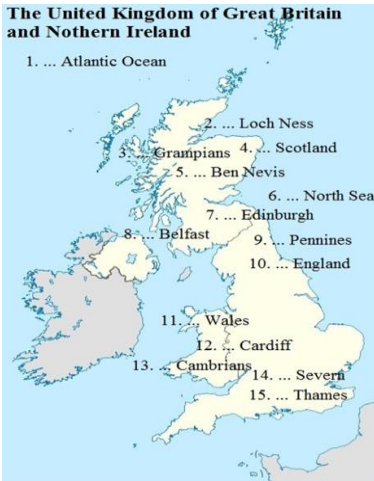 The United Kingdom of Great Britain
and Nothern Ireland
1. ... Atlantic Ocean
2. ... Loch Ness
3. ... Grampians
4. ... Scotland
5. ... Ben Nevis
6. ... North Sea
7. ... Edinburgh
8. ... Belfast
9. ... Pennines
10. ... England
11. ... Wales
12. ... Cardiff
13. ... Cambrians
14. ... Severn
15. ... Thames